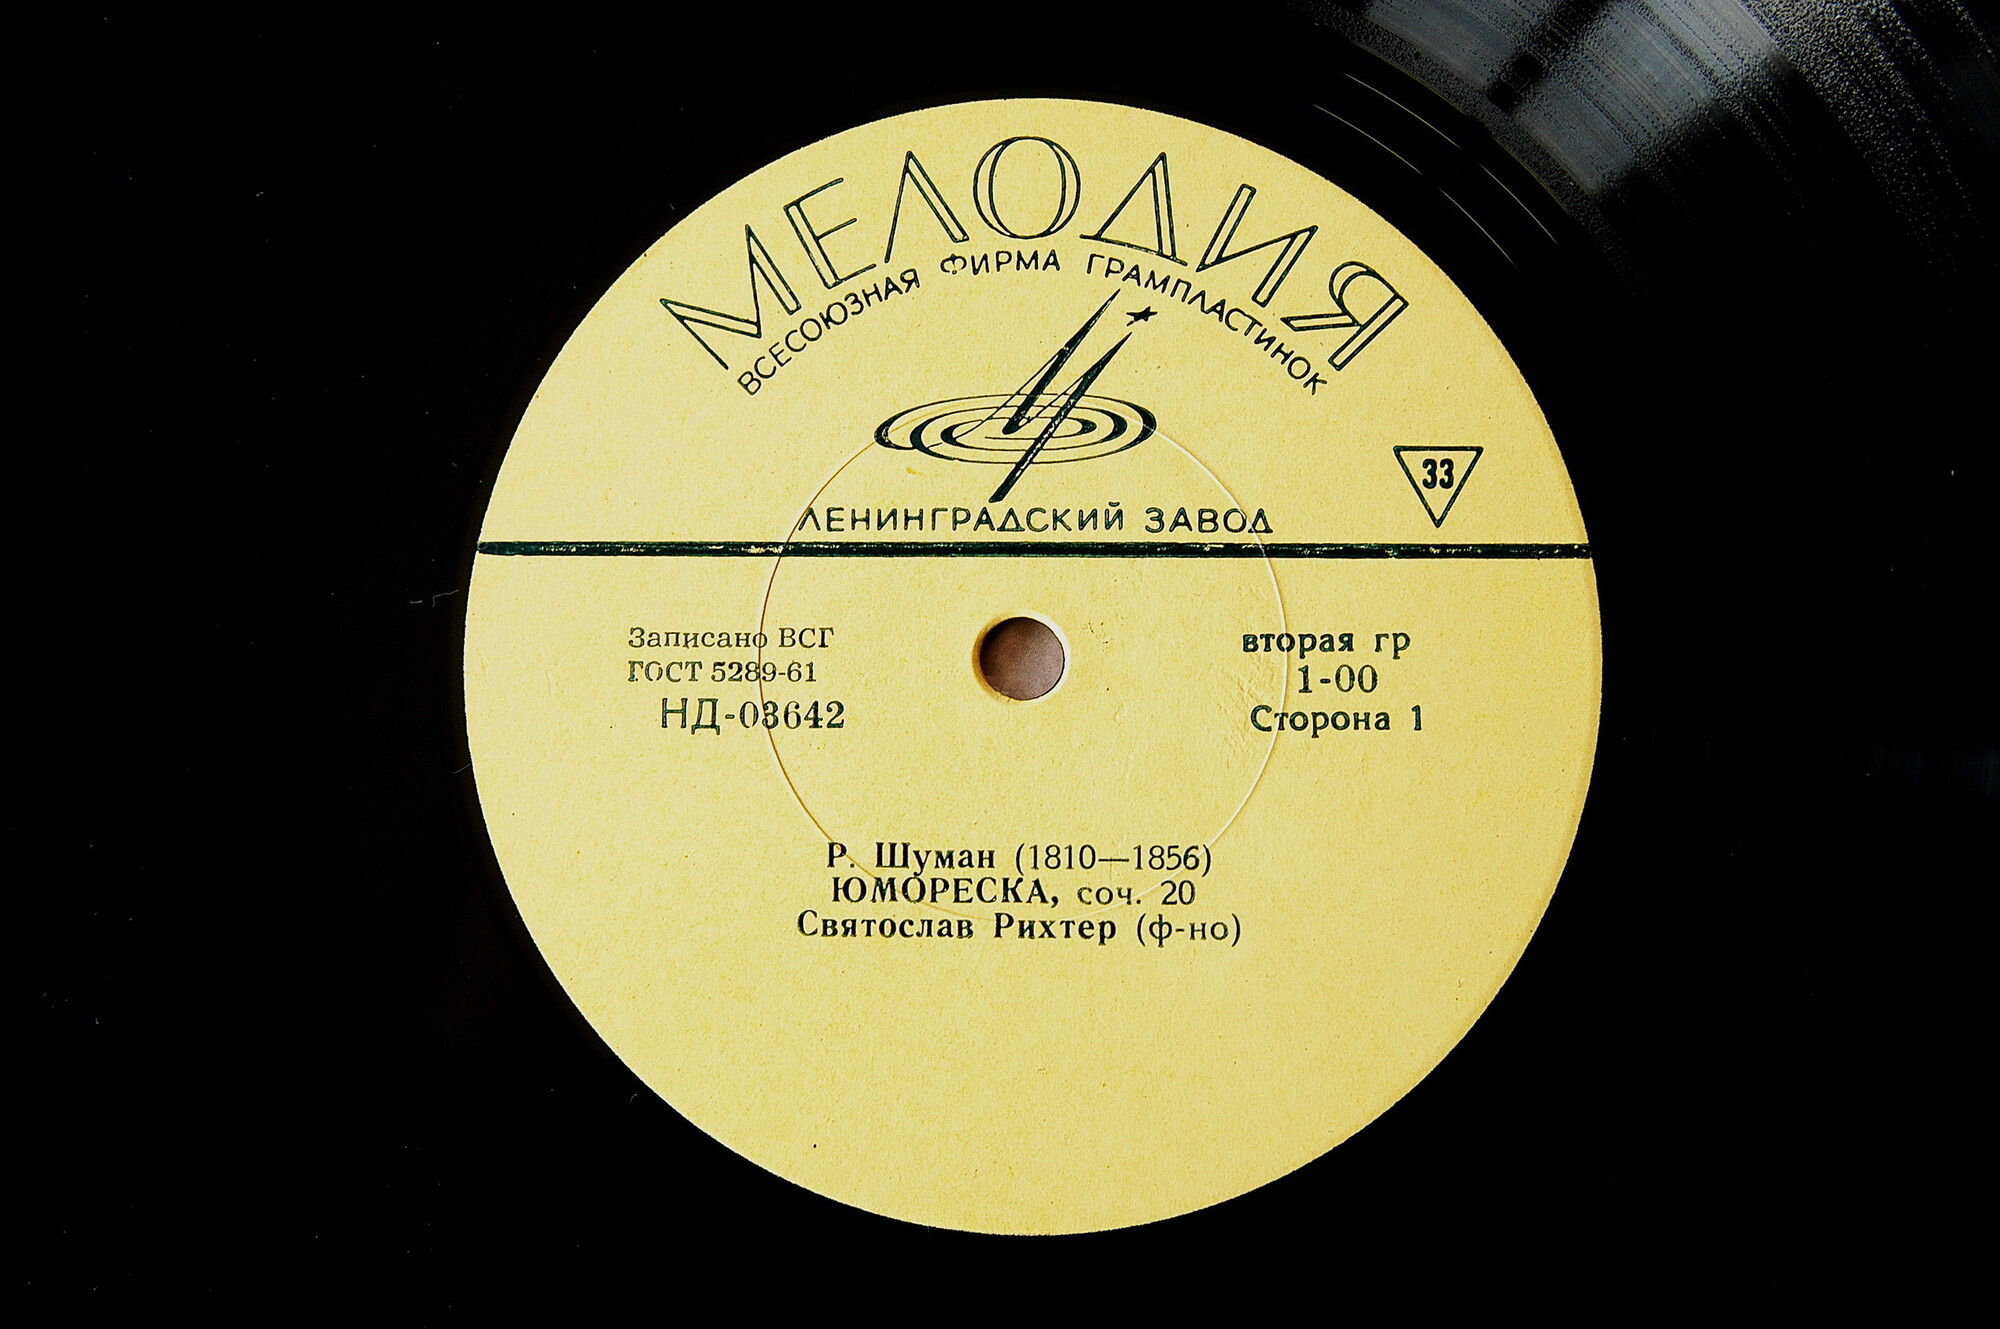 МЕЛОДИЯ
ВСЕСОЮЗНАЯ ФИРМА ГРАМПЛАСТИНОК
33
ЛЕНИНГРАДСКИЙ ЗАВОД
Записано ВСГ
ГОСТ 5289-61
НД-03642
вторая гр
1-00
Сторона 1
Р. Шуман (1810—1856)
ЮМОРЕСКА, соч. 20
Святослав Рихтер (ф-но)